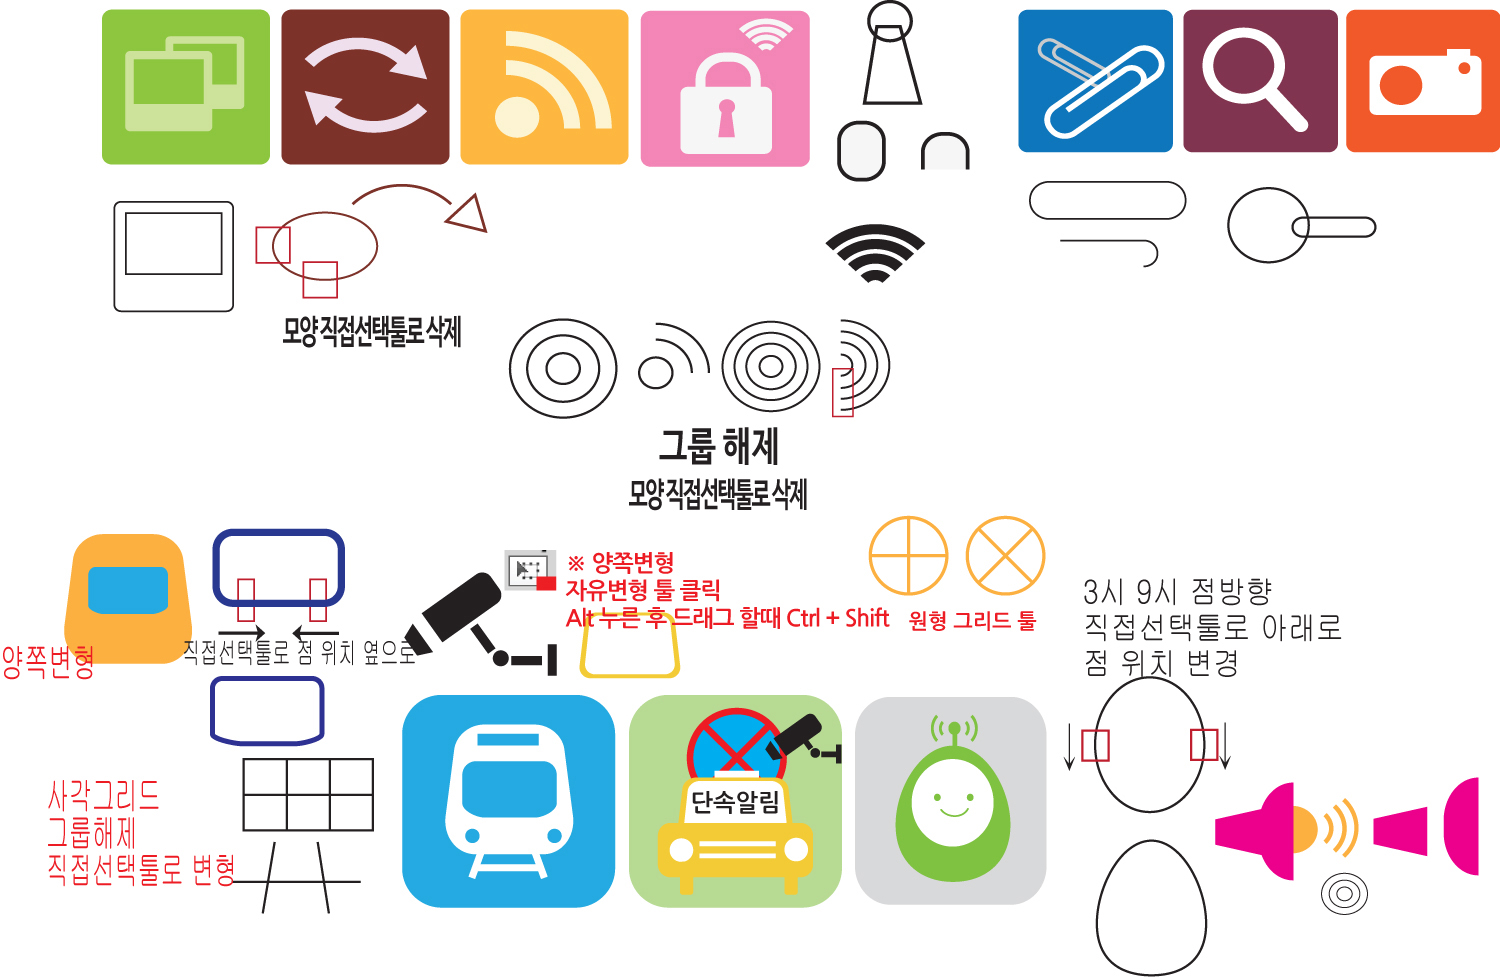 모양 직접선택툴로 삭제
그룹 해제
모양 직접선택툴로 삭제
※ 양쪽변형
자유변형 툴 클릭
Alt 누른 후 드래그 할때 Ctrl + Shift
원형 그리드 툴
3시 9시 점방향
직접선택툴로 아래로
점 위치 변경
양쪽변형
직접선택툴로 점 위치 옆으로
사각그리드
그룹해제
직접선택툴로 변형
단속알림